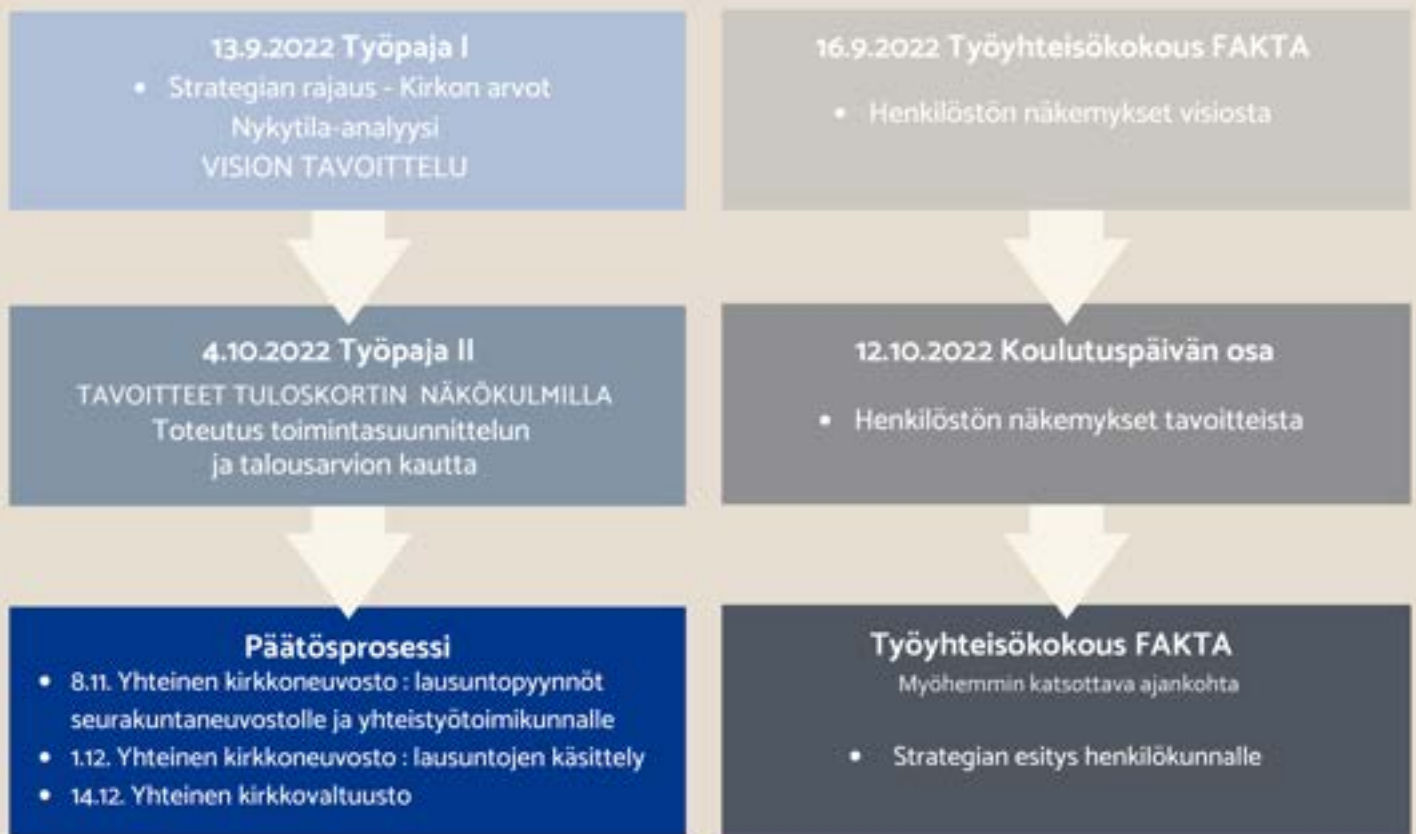 13.9.2022 Työpaja I
• Strategian rajaus - Kirkon arvot
Nykytila-analyysi
VISION TAVOITTELU
16.9.2022 Työyhteisökokous FAKTA
• Henkilöstön näkemykset visiosta
4.10.2022 Työpaja II
TAVOITTEET TULOSKORTIN NÄKÖKULMILLA
Toteutus toimintasuunnittelun
ja talousarvion kautta
12.10.2022 Koulutuspäivän osa
• Henkilöstön näkemykset tavoitteista
Päätösprosessi
• 8.11. Yhteinen kirkkoneuvosto : lausuntopyynnöt
seurakuntaneuvostolle ja yhteistyötoimikunnalle
• 1.12. Yhteinen kirkkoneuvosto : lausuntojen käsittely
• 14.12. Yhteinen kirkkovaltuusto
Työyhteisökokous FAKTA
Myöhemmin katsottava ajankohta
• Strategian esitys henkilökunnalle